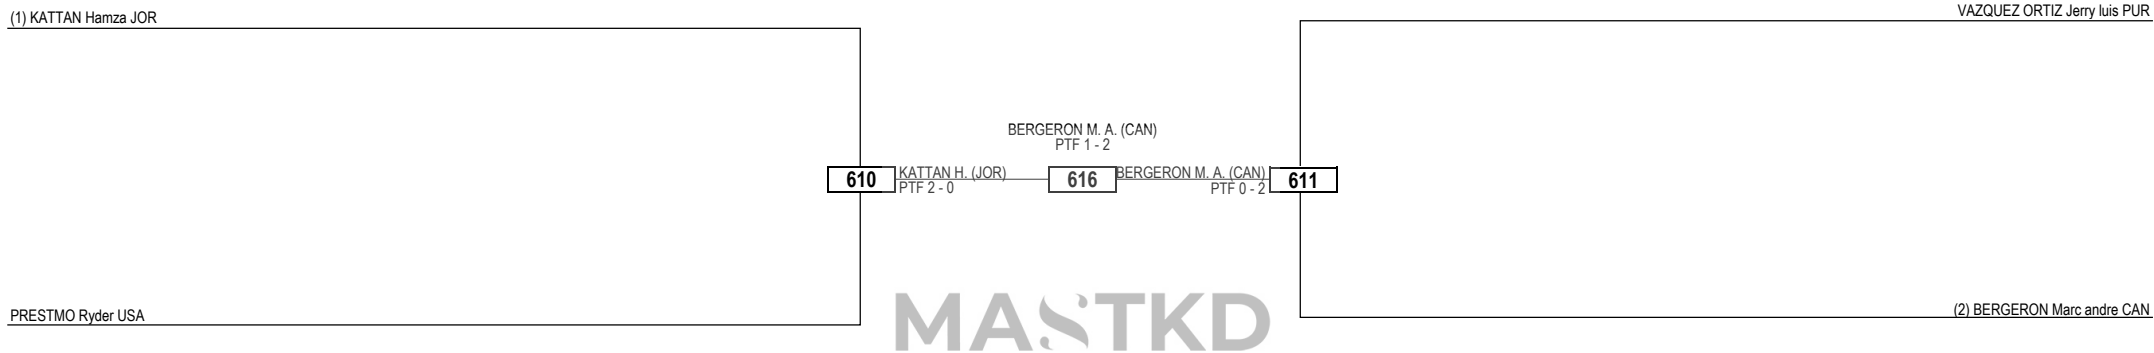 (1) KATTAN Hamza JOR
VAZQUEZ ORTIZ Jerry luis PUR
BERGERON M. A. (CAN)
PTF 1 - 2
610
KATTAN H. (JOR)
PTF 2 - 0
616
BERGERON M. A. (CAN)
PTF 0 - 2
611
PRESTMO Ryder USA
(2) BERGERON Marc andre CAN
MASTKD